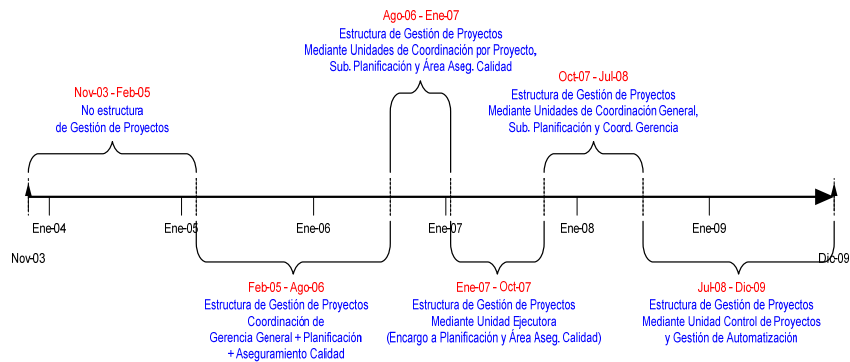 Ago-06 - Ene-07
Estructura de Gestión de Proyectos
Mediante Unidades de Coordinación por Proyecto,
Sub. Planificación y Área Aseg. Calidad
Nov-03 - Feb-05
No estructura
de Gestión de Proyectos
Oct-07 - Jul-08
Estructura de Gestión de Proyectos
Mediante Unidades de Coordinación General,
Sub. Planificación y Coord. Gerencia
Ene-04
Ene-05
Ene-06
Ene-07
Ene-08
Ene-09
Nov-03
Dic-09
Feb-05 - Ago-06
Estructura de Gestión de Proyectos
Coordinación de
Gerencia General + Planificación
+ Aseguramiento Calidad
Ene-07 - Oct-07
Estructura de Gestión de Proyectos
Mediante Unidad Ejecutora
(Encargo a Planificación y Área Aseg. Calidad)
Jul-08 - Dic-09
Estructura de Gestión de Proyectos
Mediante Unidad Control de Proyectos
y Gestión de Automatización